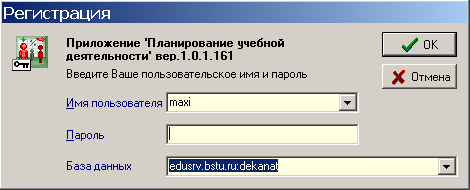 Регистрация
Приложение 'Планирование учебной
деятельности' вер.1.0.1.161
Введите Ваше пользовательское имя и пароль
OK
Отмена
Имя пользователя maxi
Пароль
База данных edusrv.bstu.ru:dekanat